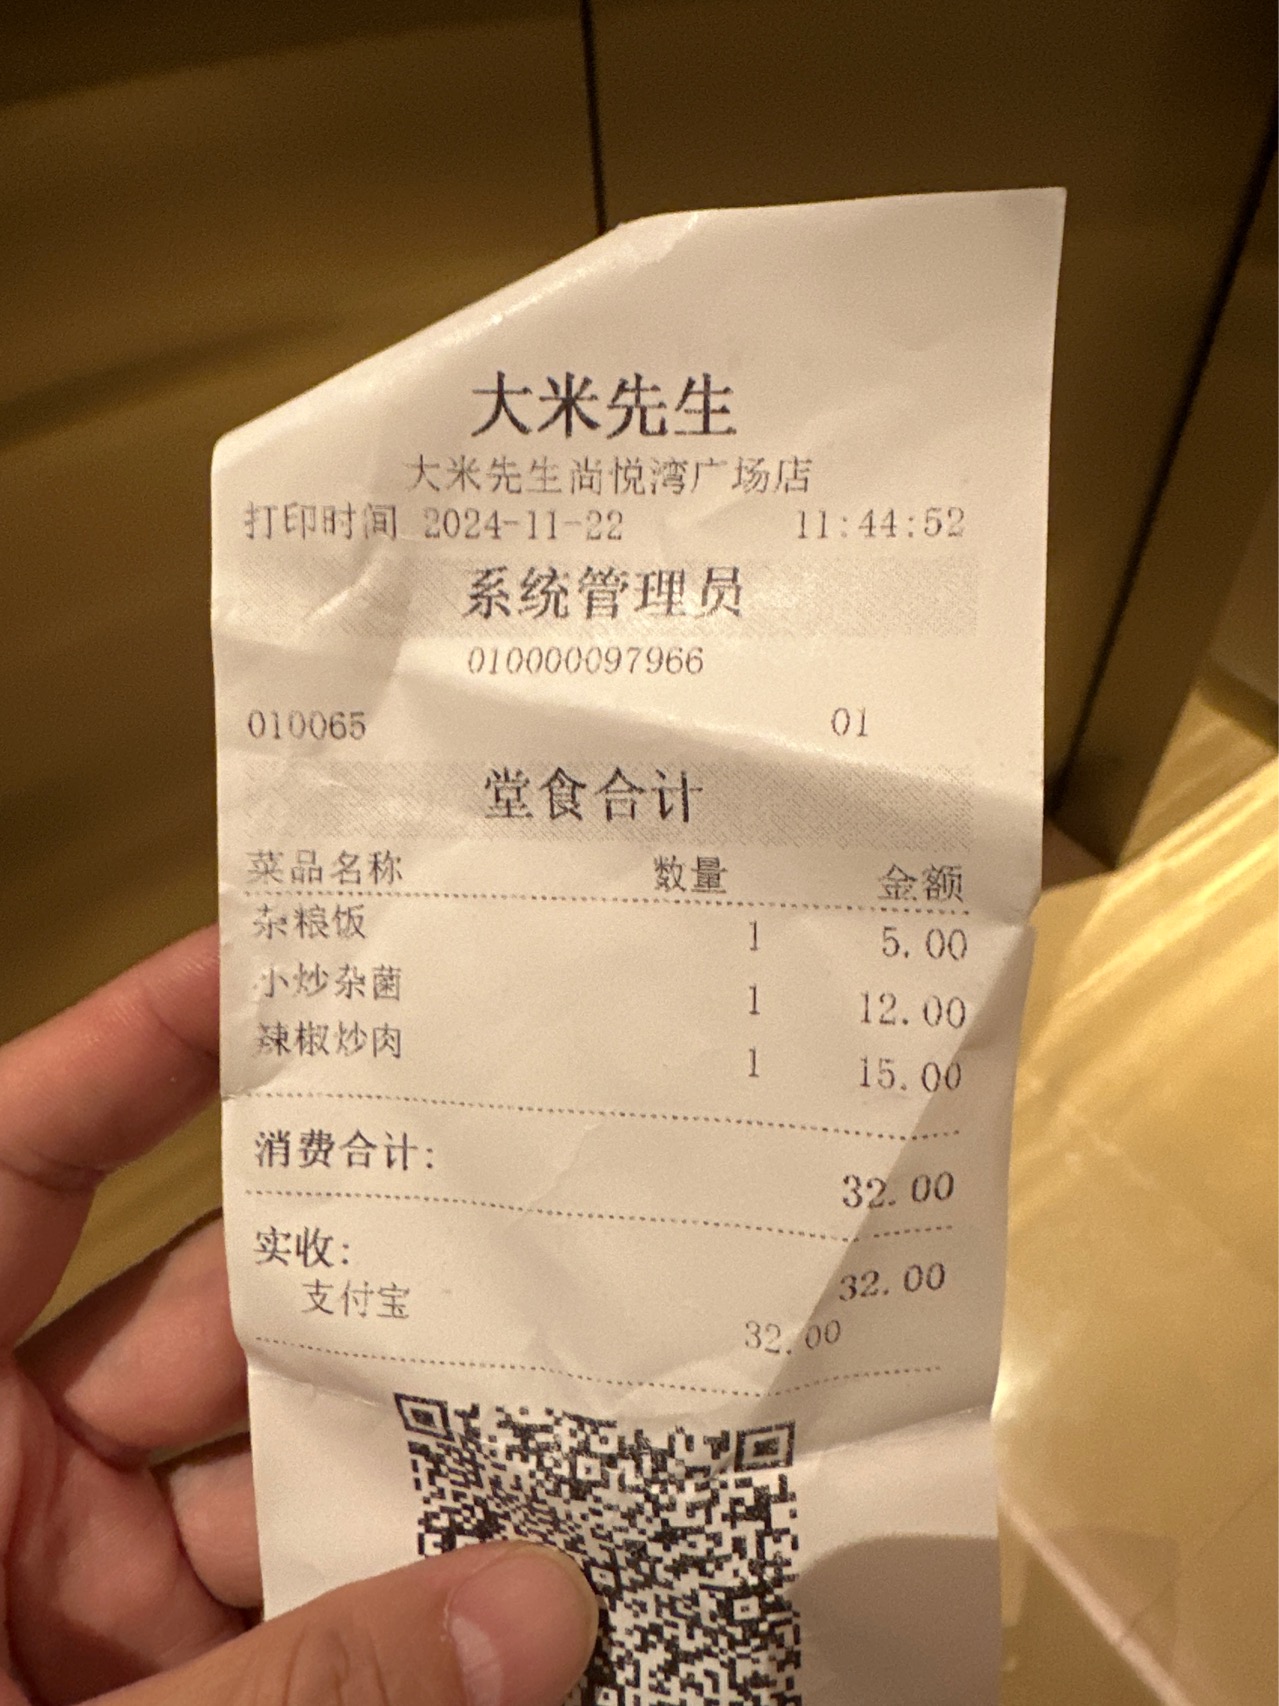 大米先生
大米先生尚悦湾广场店
打印时间 2024-11-22 11:44:52
系统管理员
010000097966
010065 01
堂食合计
菜品名称 数量 金额
杂粮饭 1 5.00
小炒杂菌 1 12.00
辣椒炒肉 1 15.00
消费合计: 32.00
实收: 32.00
支付宝 32.00